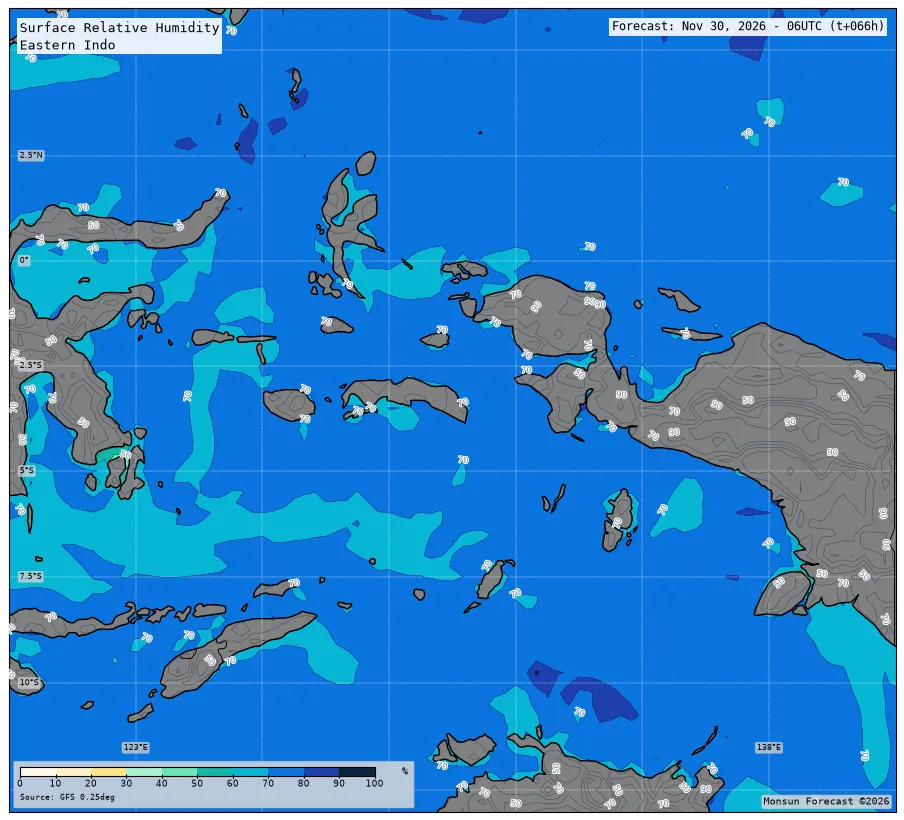 Surface Relative Humidity
Eastern Indo
Forecast: Nov 30, 2026 - 06UTC (t+066h)
2.5°N
0°
2.5°S
5°S
7.5°S
10°S
123°E
138°E
0 10 20 30 40 50 60 70 80 90 100 %
Source: GFS 0.25deg
Monsun Forecast ©2026